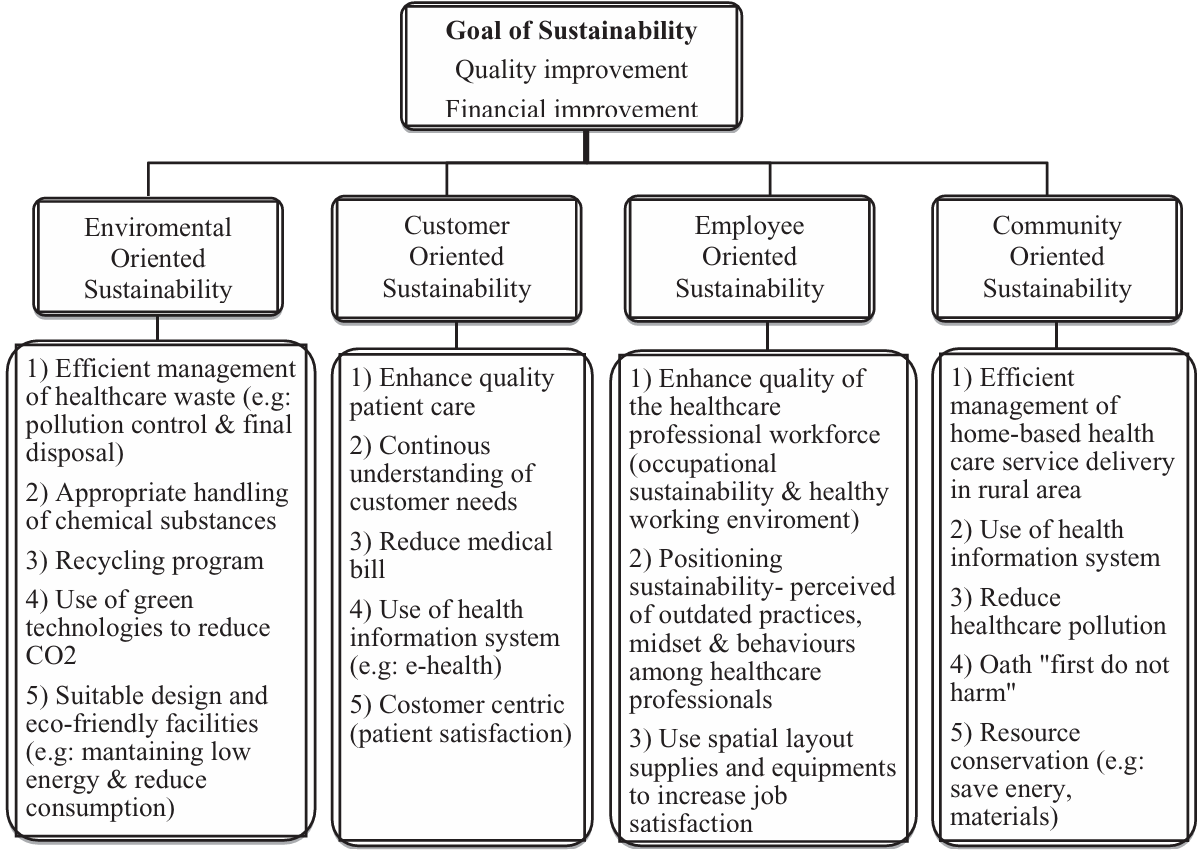 Goal of Sustainability
Quality improvement
Financial improvement
Enviromental
Oriented
Sustainability
Customer
Oriented
Sustainability
Employee
Oriented
Sustainability
Community
Oriented
Sustainability
1) Efficient management
of healthcare waste (e.g:
pollution control & final
disposal)
2) Appropriate handling
of chemical substances
3) Recycling program
4) Use of green
technologies to reduce
CO2
5) Suitable design and
eco-friendly facilities
(e.g: mantaining low
energy & reduce
consumption)
1) Enhance quality
patient care
2) Continous
understanding of
customer needs
3) Reduce medical
bill
4) Use of health
information system
(e.g: e-health)
5) Costomer centric
(patient satisfaction)
1) Enhance quality of
the healthcare
professional workforce
(occupational
sustainability & healthy
working enviroment)
2) Positioning
sustainability- perceived
of outdated practices,
midset & behaviours
among healthcare
professionals
3) Use spatial layout
supplies and equipments
to increase job
satisfaction
1) Efficient
management of
home-based health
care service delivery
in rural area
2) Use of health
information system
3) Reduce
healthcare pollution
4) Oath "first do not
harm"
5) Resource
conservation (e.g:
save enery,
materials)